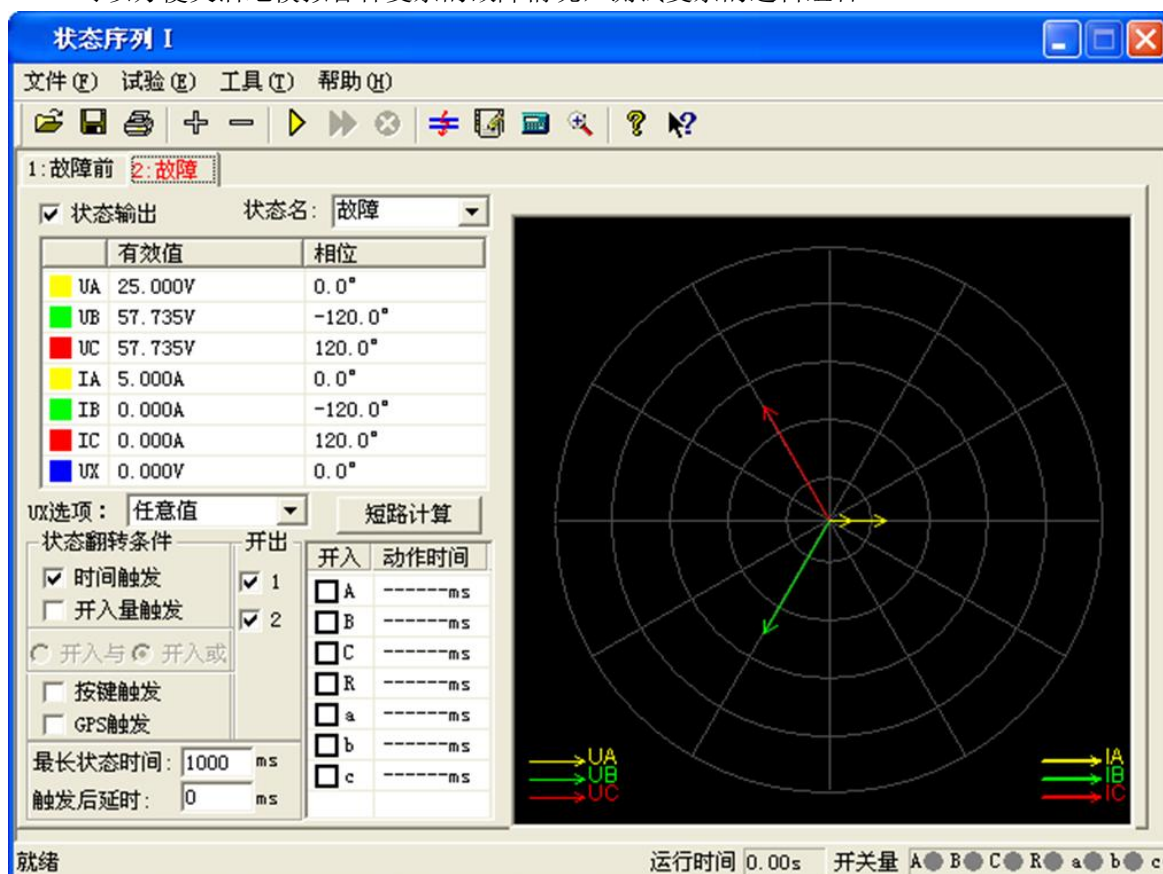 状态序列 I
文件(F) 试验(E) 工具(T) 帮助(H)
1:故障前 2:故障
状态输出 状态名: 故障
有效值 相位
UA 25.000V 0.0°
UB 57.735V -120.0°
UC 57.735V 120.0°
IA 5.000A 0.0°
IB 0.000A -120.0°
IC 0.000A 120.0°
UX 0.000V 0.0°
UX选项: 任意值 短路计算
状态翻转条件 开出 开入 动作时间
时间触发 1 A ------ms
开入量触发 2 B ------ms
开入与 开入或 C ------ms
按键触发 R ------ms
GPS触发 a ------ms
最长状态时间: 1000 ms b ------ms
触发后延时: 0 ms c ------ms
UA IA
UB IB
UC IC
就绪 运行时间 0.00s 开关量 A B C R a b c